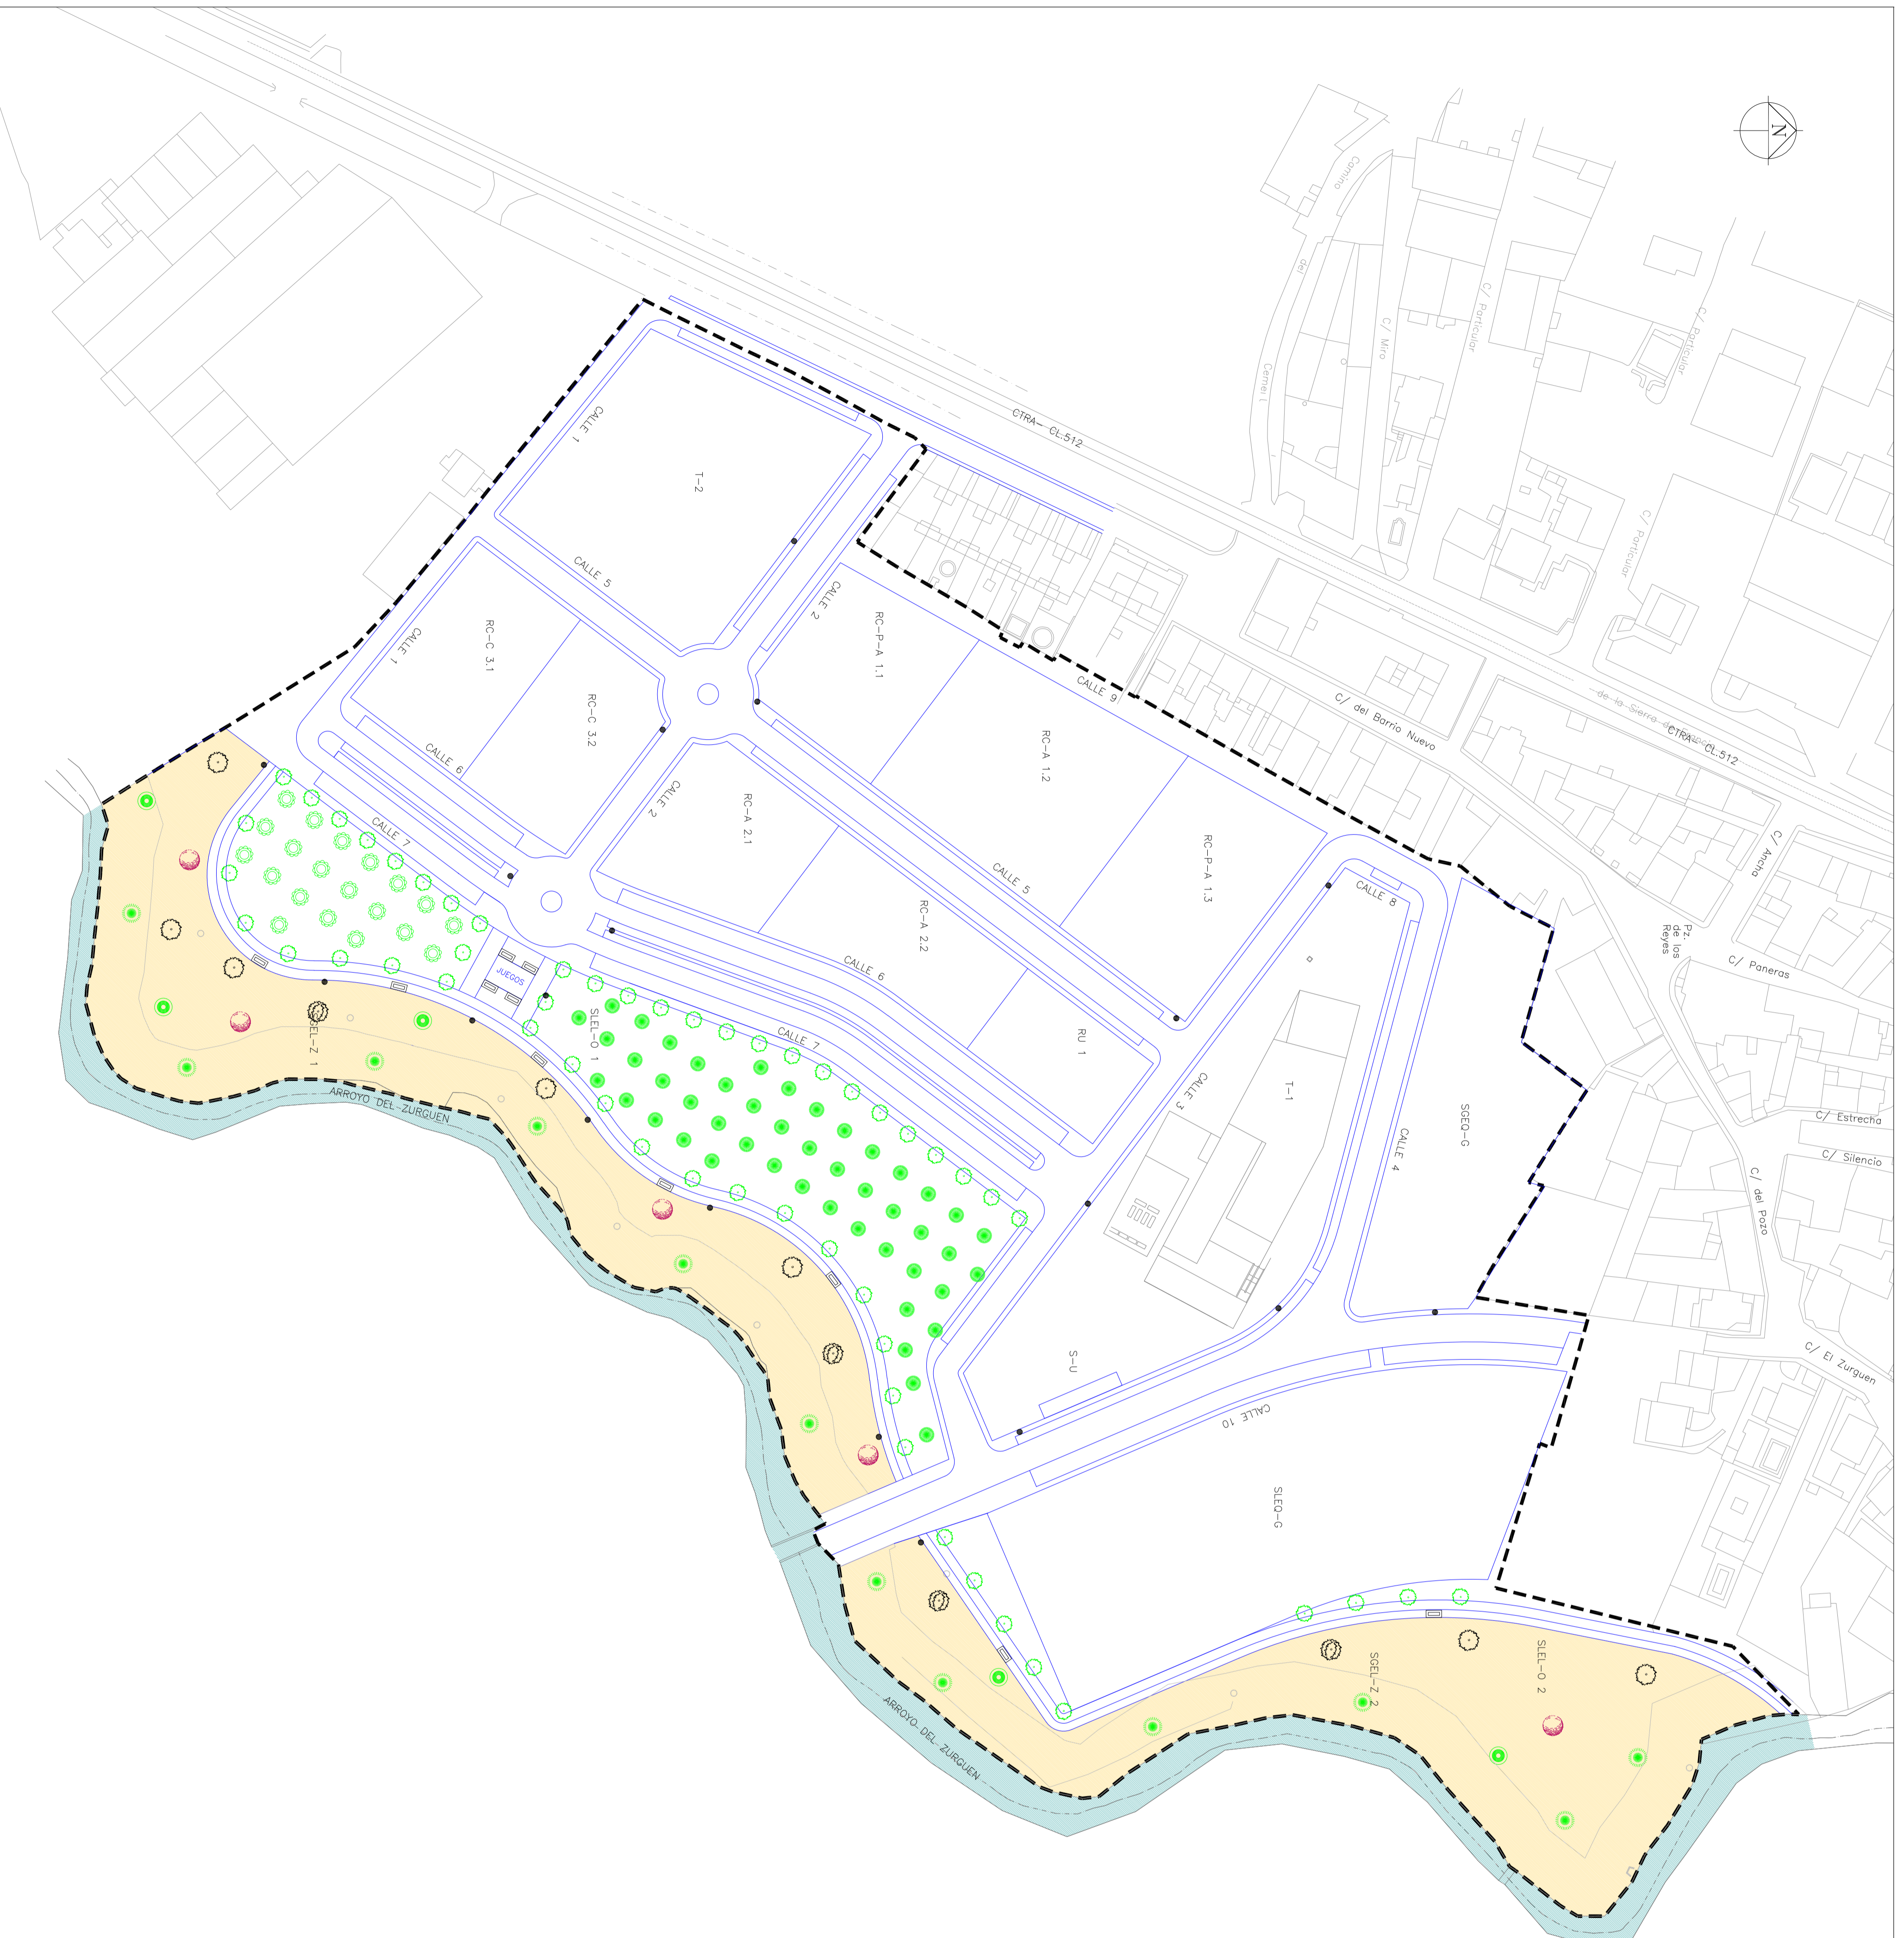 N
Camino
del
C/ Miro
C/ Particular
C/ Particular
C/ Particular
CTRA- CL.512
CALLE 1
T-2
CALLE 5
CALLE 2
RC-P-A 1.1
CALLE 9
RC-C 3.1
CALLE 1
RC-C 3.2
RC-A 1.2
C/ del Barrio Nuevo
de la Sierra de
CTRA- CL.512
CALLE 6
CALLE 2
RC-A 2.1
CALLE 7
CALLE 5
RC-P-A 1.3
CALLE 8
C/ Ancha
Pz.
de los
Reyes
C/ Paneras
RC-A 2.2
CALLE 6
JUEGOS
SLEL-O 1
CALLE 7
RU 1
CALLE 3
T-1
SGEQ-G
CALLE 4
C/ Estrecha
C/ Silencio
C/ del Pozo
SGEL-Z 1
ARROYO DEL ZURGUEN
S-U
C/ El Zurguen
CALLE 10
SLEQ-G
SGEL-Z 2
SLEL-O 2
ARROYO DEL ZURGUEN